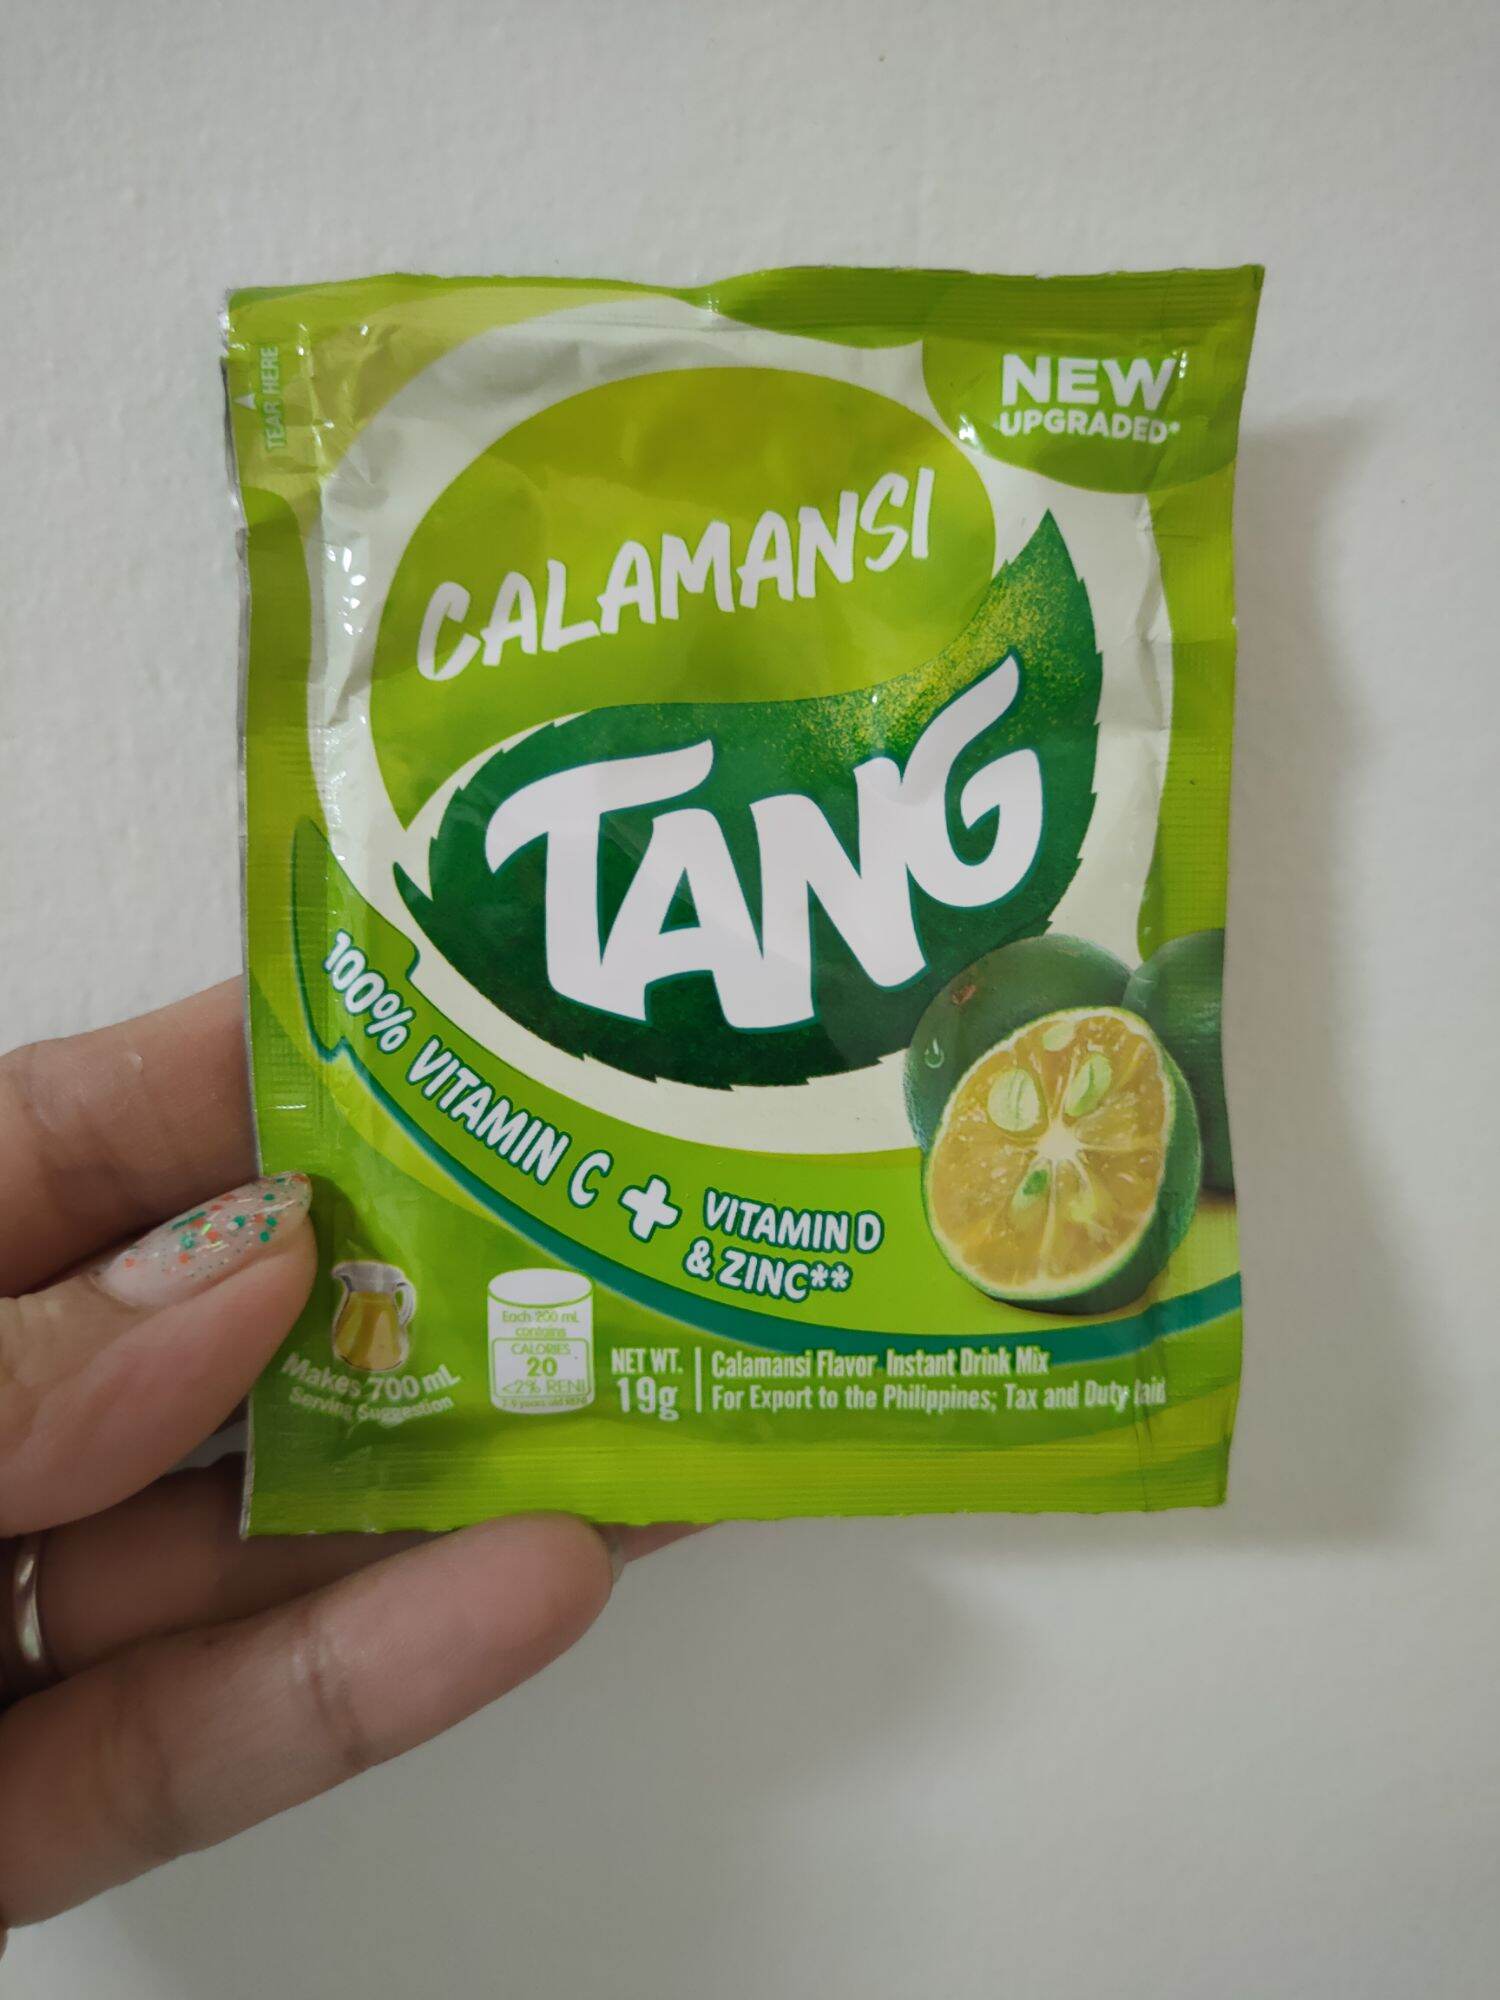 TEAR HERE
NEW
UPGRADED*
CALAMANSI
TANG
100% VITAMIN C + VITAMIN D
& ZINC**
Makes 700 mL
Serving Suggestion
Each 200 mL
contains
CALORIES
20
<2% RENI
NET WT.
19g
Calamansi Flavor Instant Drink Mix
For Export to the Philippines; Tax and Duty